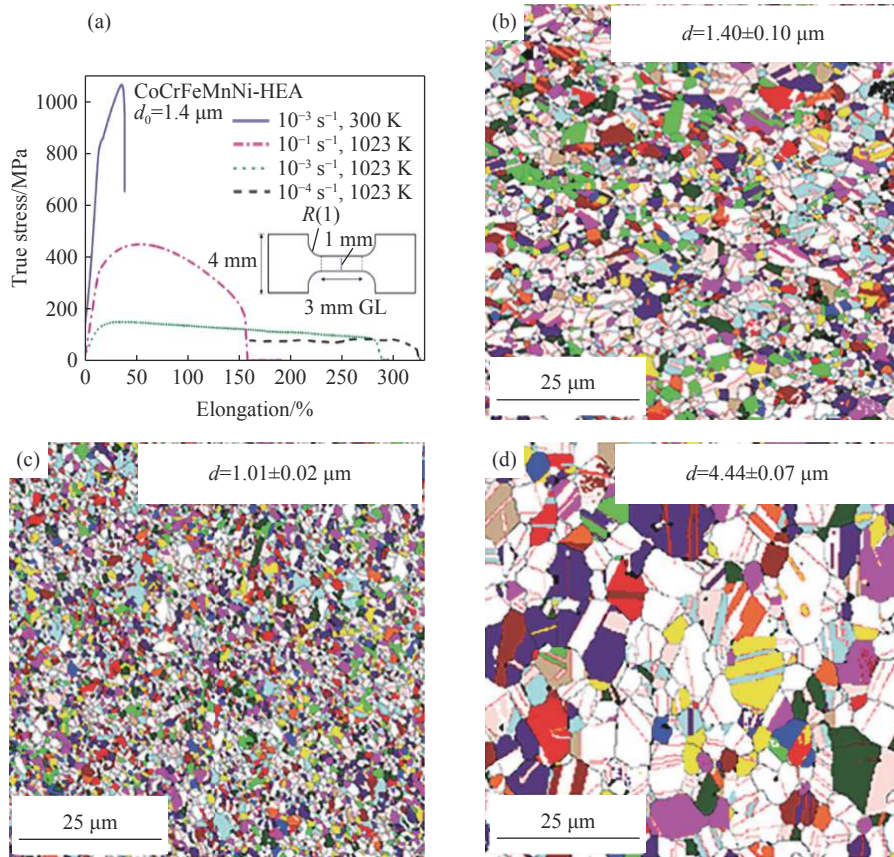 (a)
CoCrFeMnNi-HEA
d₀=1.4 μm
10⁻³ s⁻¹, 300 K
10⁻¹ s⁻¹, 1023 K
10⁻³ s⁻¹, 1023 K
10⁻⁴ s⁻¹, 1023 K
R(1)
1 mm
4 mm
3 mm GL
True stress/MPa
1000
800
600
400
200
0
0 50 100 150 200 250 300
Elongation/%
(b)
d=1.40±0.10 μm
25 μm
(c)
d=1.01±0.02 μm
25 μm
(d)
d=4.44±0.07 μm
25 μm